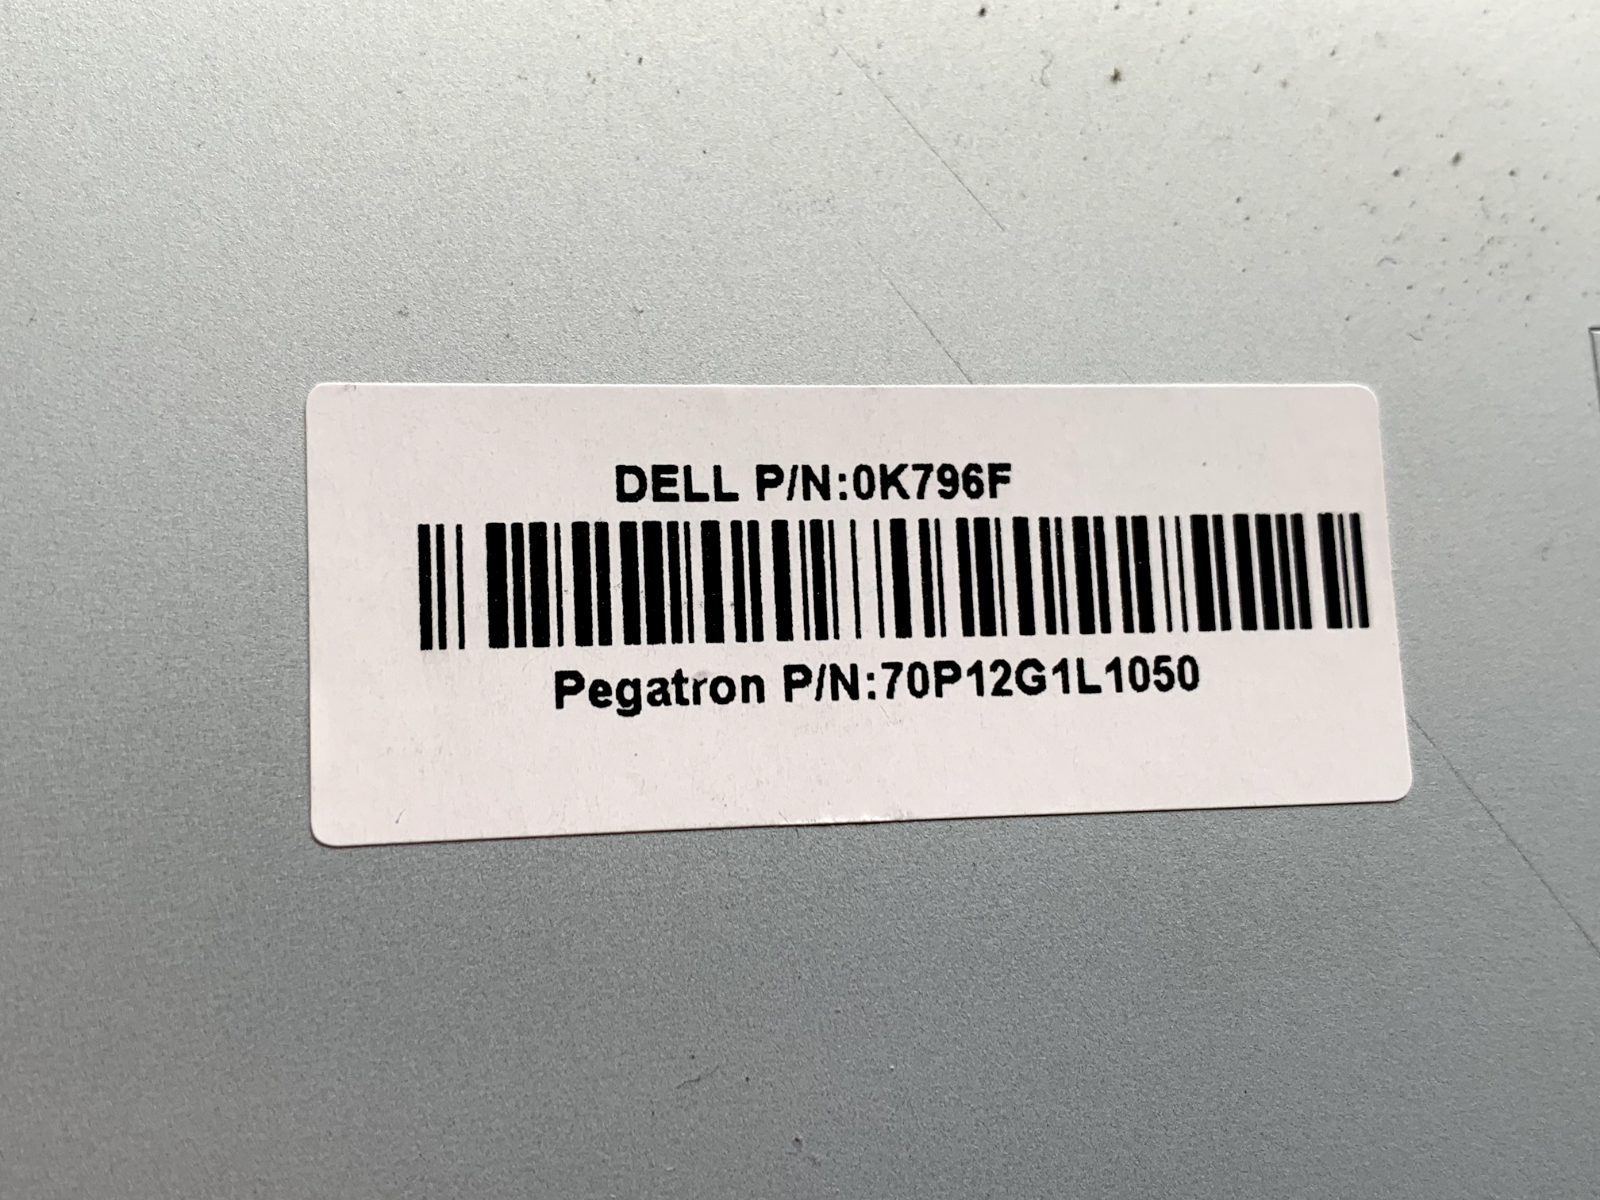 DELL P/N:0K796F
Pegatron P/N:70P12G1L1050